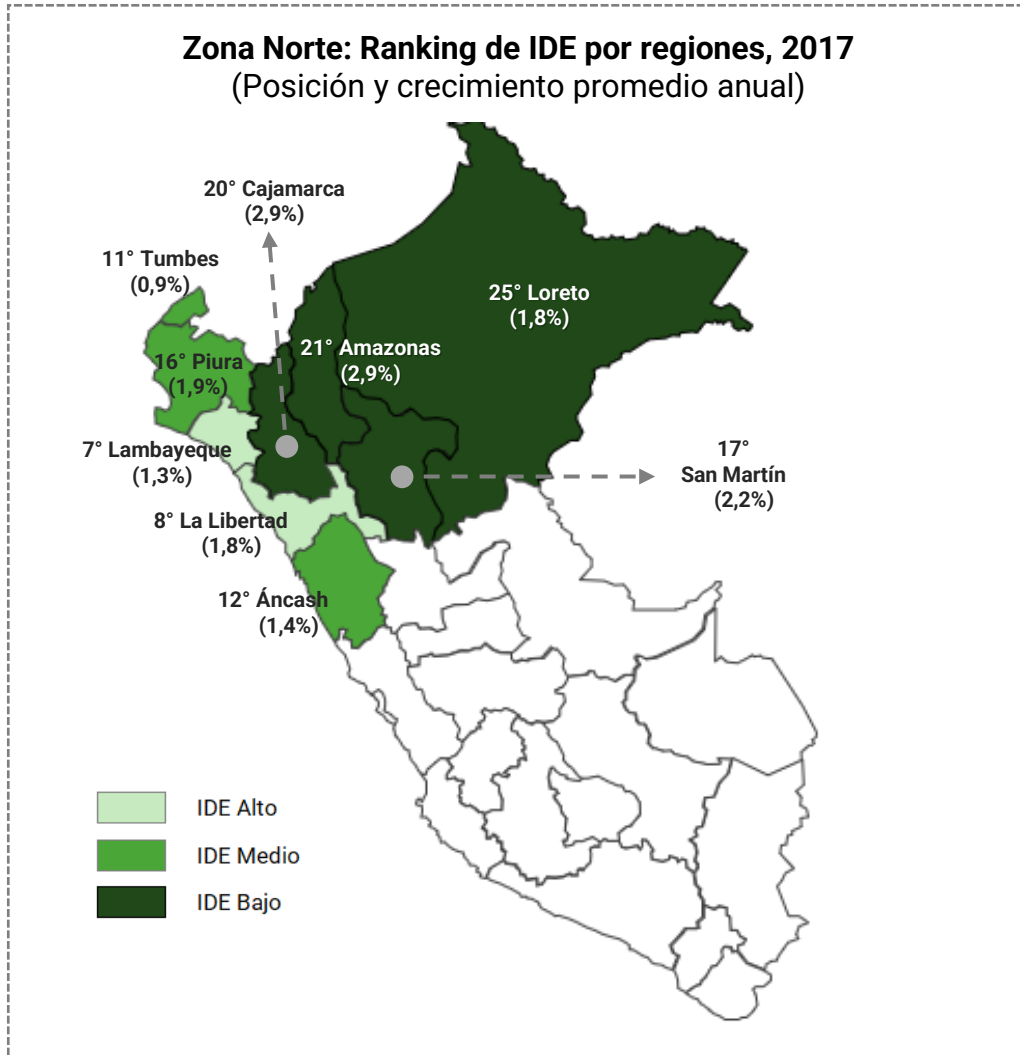 Zona Norte: Ranking de IDE por regiones, 2017
(Posición y crecimiento promedio anual)
20° Cajamarca
(2,9%)
11° Tumbes
(0,9%)
25° Loreto
(1,8%)
21° Amazonas
(2,9%)
16° Piura
(1,9%)
7° Lambayeque
(1,3%)
17°
San Martín
(2,2%)
8° La Libertad
(1,8%)
12° Áncash
(1,4%)
IDE Alto
IDE Medio
IDE Bajo